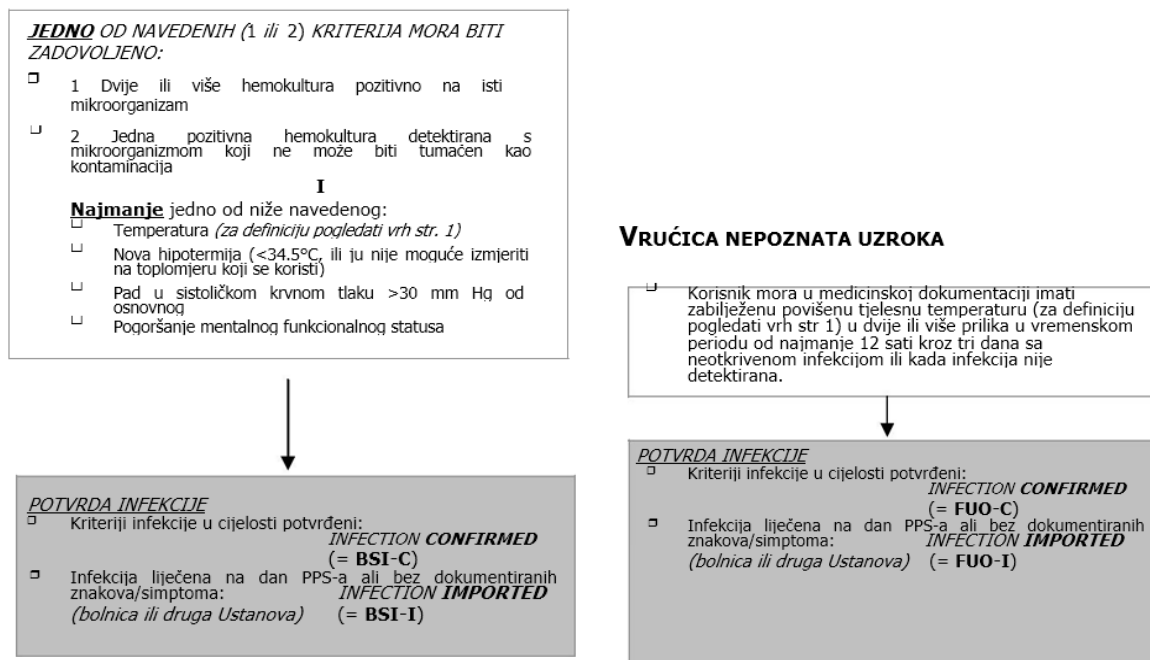 JEDNO OD NAVEDENIH (1 ili 2) KRITERIJA MORA BITI
ZADOVOLJENO:
1 Dvije ili više hemokultura pozitivno na isti
mikroorganizam
2 Jedna pozitivna hemokultura detektirana s
mikroorganizmom koji ne može biti tumačen kao
kontaminacija
I
Najmanje jedno od niže navedenog:
Temperatura (za definiciju pogledati vrh str. 1)
Nova hipotermija (<34.5°C, ili ju nije moguće izmjeriti
na toplomjeru koji se koristi)
Pad u sistoličkom krvnom tlaku >30 mm Hg od
osnovnog
Pogoršanje mentalnog funkcionalnog statusa
POTVRDA INFEKCIJE
Kriteriji infekcije u cijelosti potvrđeni:
INFECTION CONFIRMED
(= BSI-C)
Infekcija liječena na dan PPS-a ali bez dokumentiranih
znakova/simptoma: INFECTION IMPORTED
(bolnica ili druga Ustanova) (= BSI-I)
VRUĆICA NEPOZNATA UZROKA
Korisnik mora u medicinskoj dokumentaciji imati
zabilježenu povišenu tjelesnu temperaturu (za definiciju
pogledati vrh str 1) u dvije ili više prilika u vremenskom
periodu od najmanje 12 sati kroz tri dana sa
neotkrivenom infekcijom ili kada infekcija nije
detektirana.
POTVRDA INFEKCIJE
Kriteriji infekcije u cijelosti potvrđeni:
INFECTION CONFIRMED
(= FUO-C)
Infekcija liječena na dan PPS-a ali bez dokumentiranih
znakova/simptoma: INFECTION IMPORTED
(bolnica ili druga Ustanova) (= FUO-I)